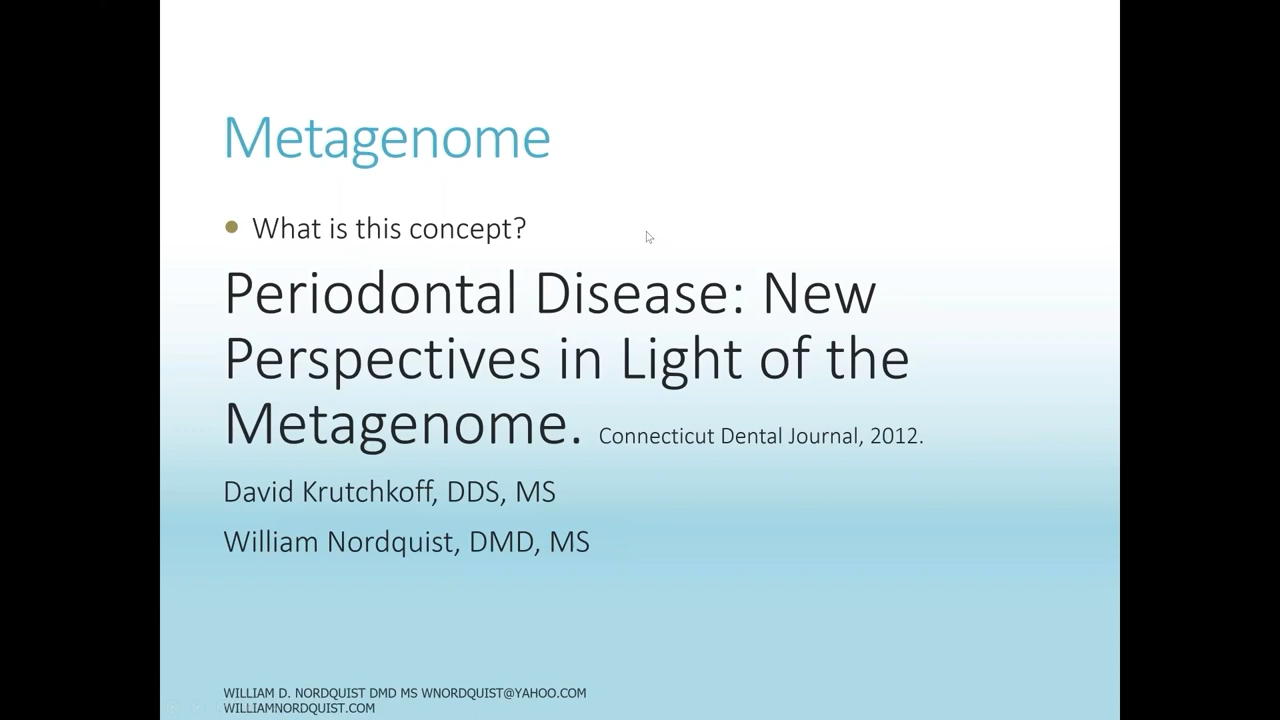 Metagenome
• What is this concept?
Periodontal Disease: New
Perspectives in Light of the
Metagenome. Connecticut Dental Journal, 2012.
David Krutchkoff, DDS, MS
William Nordquist, DMD, MS
WILLIAM D. NORDQUIST DMD MS WNORDQUIST@YAHOO.COM
WILLIAMNORDQUIST.COM